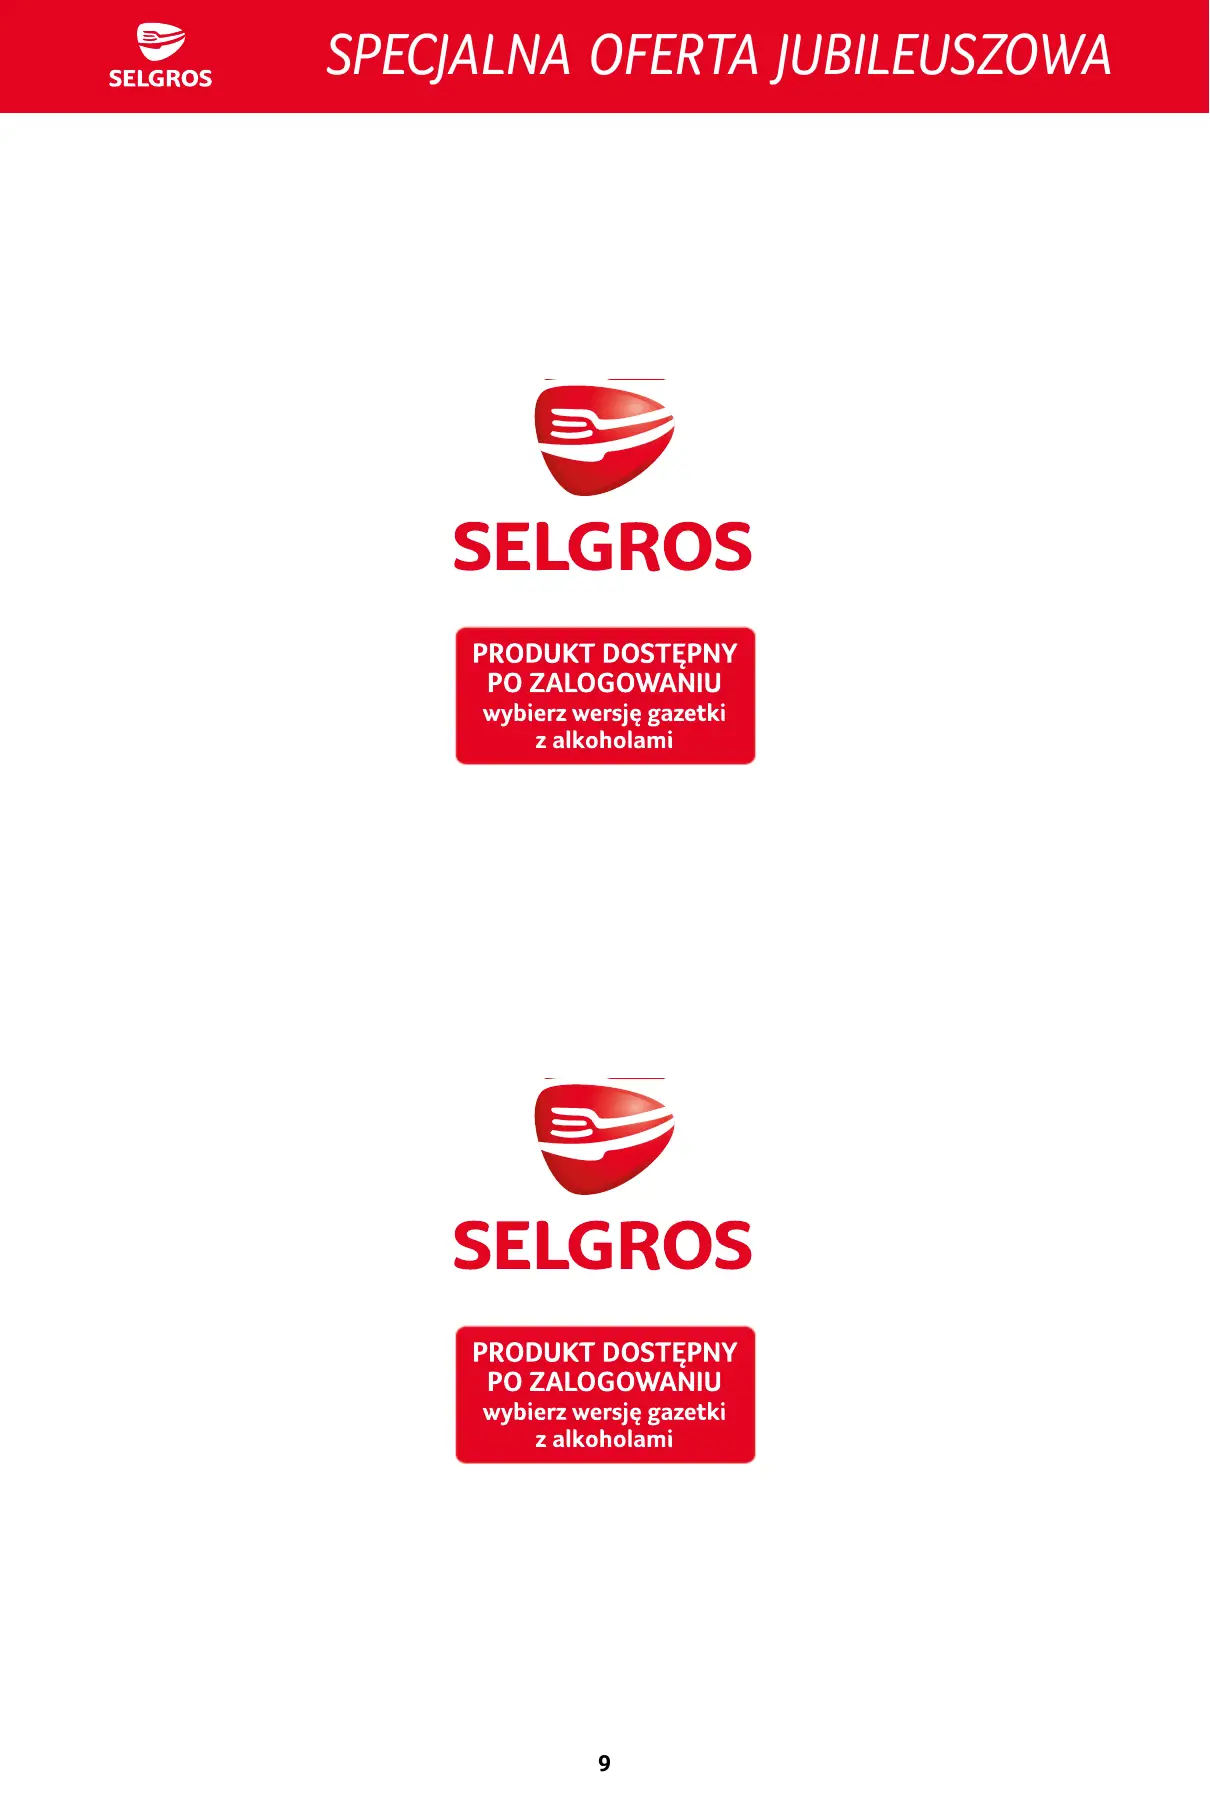 SELGROS
SPECJALNA OFERTA JUBILEUSZOWA
SELGROS
PRODUKT DOSTĘPNY
PO ZALOGOWANIU
wybierz wersję gazetki
z alkoholami
SELGROS
PRODUKT DOSTĘPNY
PO ZALOGOWANIU
wybierz wersję gazetki
z alkoholami
9